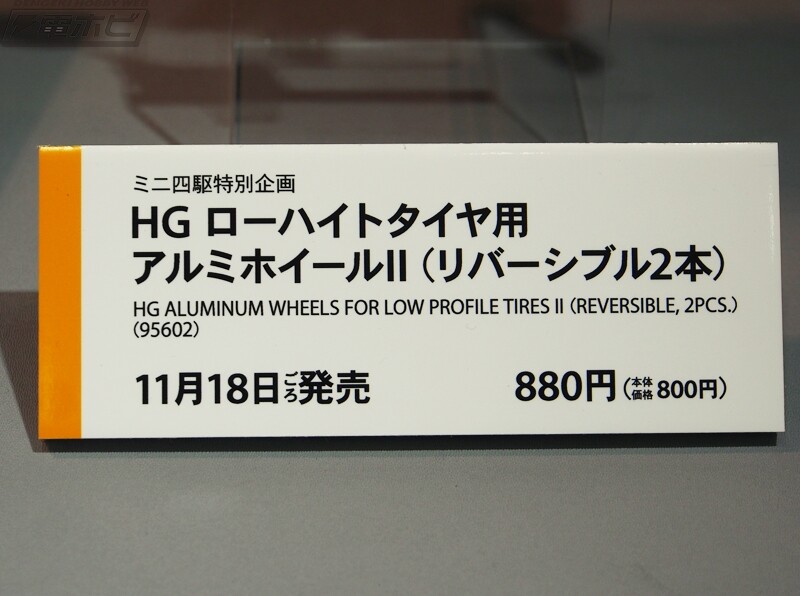 電ホビ
ミニ四駆特別企画
HG ローハイトタイヤ用
アルミホイールII（リバーシブル2本）
HG ALUMINUM WHEELS FOR LOW PROFILE TIRES II (REVERSIBLE, 2PCS.)
(95602)
11月18日ごろ発売 880円（本体価格 800円）